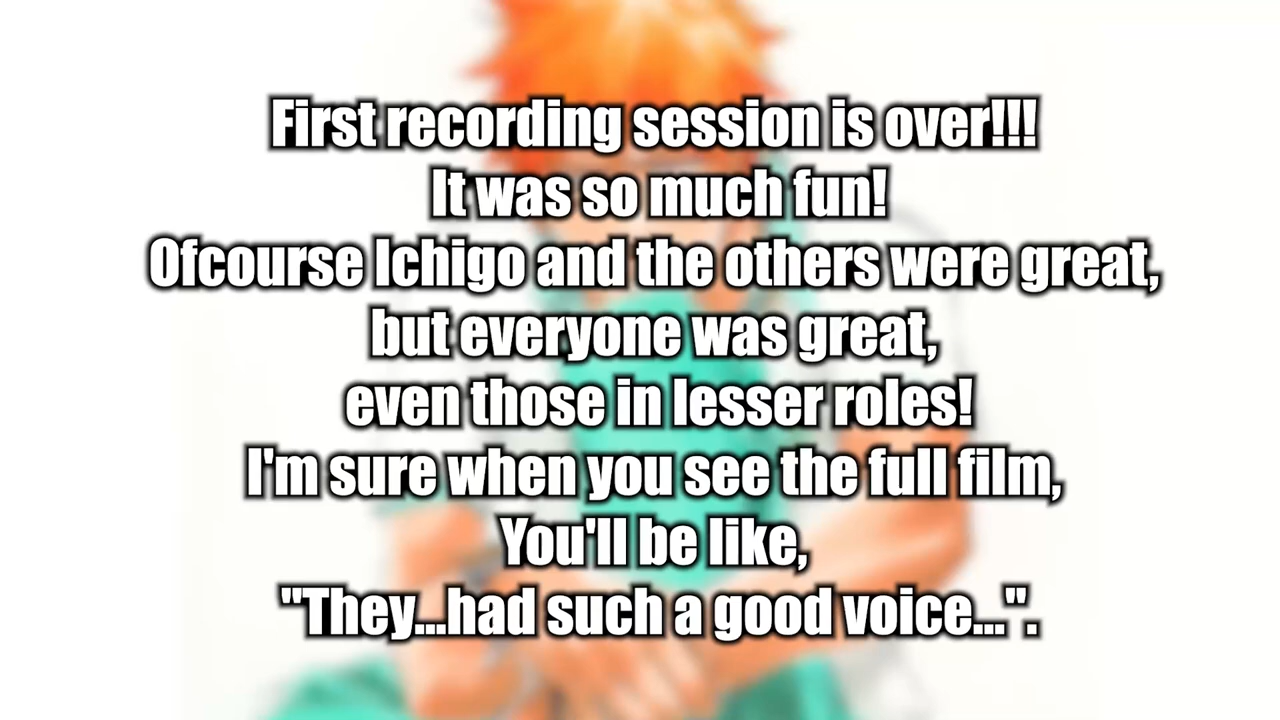 First recording session is over!!!
It was so much fun!
Ofcourse Ichigo and the others were great,
but everyone was great,
even those in lesser roles!
I'm sure when you see the full film,
You'll be like,
"They...had such a good voice...".